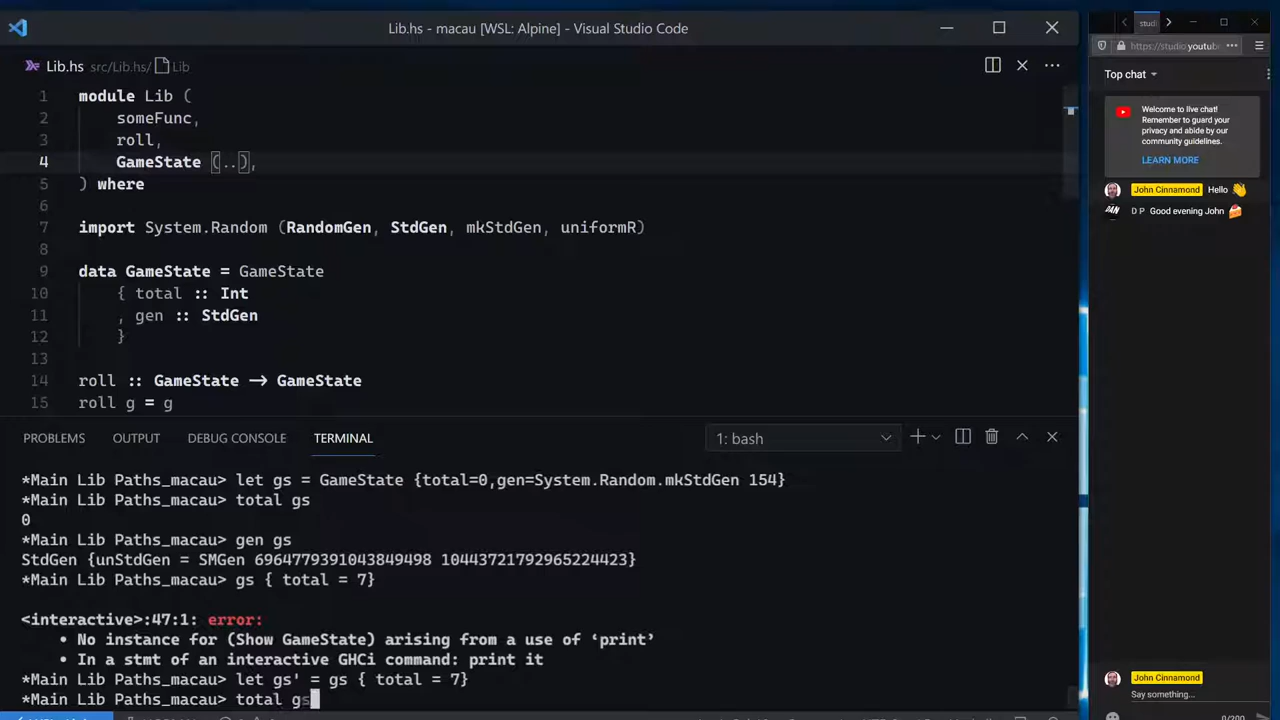 Lib.hs - macau [WSL: Alpine] - Visual Studio Code
Lib.hs src/Lib.hs/ Lib
1 module Lib (
2 someFunc,
3 roll,
4 GameState (..),
5 ) where
6
7 import System.Random (RandomGen, StdGen, mkStdGen, uniformR)
8
9 data GameState = GameState
10 { total :: Int
11 , gen :: StdGen
12 }
13
14 roll :: GameState -> GameState
15 roll g = g
PROBLEMS OUTPUT DEBUG CONSOLE TERMINAL 1: bash
*Main Lib Paths_macau> let gs = GameState {total=0,gen=System.Random.mkStdGen 154}
*Main Lib Paths_macau> total gs
0
*Main Lib Paths_macau> gen gs
StdGen {unStdGen = SMGen 6964779391043849498 10443721792965224423}
*Main Lib Paths_macau> gs { total = 7}
<interactive>:47:1: error:
• No instance for (Show GameState) arising from a use of ‘print’
• In a stmt of an interactive GHCi command: print it
*Main Lib Paths_macau> let gs' = gs { total = 7}
*Main Lib Paths_macau> total gs
studi
https://studio.youtub
Top chat
Welcome to live chat!
Remember to guard your
privacy and abide by our
community guidelines.
LEARN MORE
John Cinnamond Hello 👋
D P Good evening John 🍰
John Cinnamond
Say something...
0/200